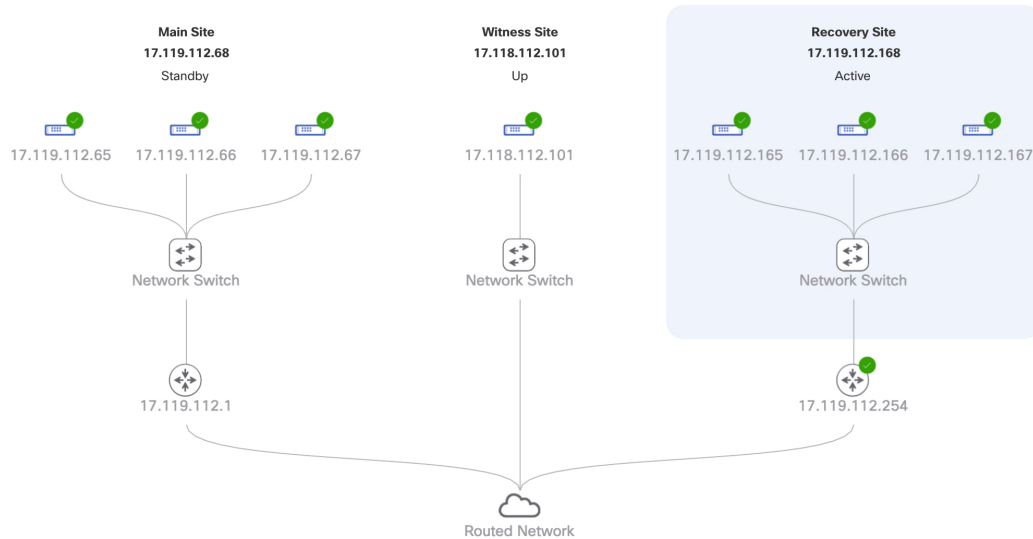 Main Site
17.119.112.68
Standby
Witness Site
17.118.112.101
Up
Recovery Site
17.119.112.168
Active
17.119.112.65
17.119.112.66
17.119.112.67
17.118.112.101
17.119.112.165
17.119.112.166
17.119.112.167
Network Switch
Network Switch
Network Switch
17.119.112.1
17.119.112.254
Routed Network